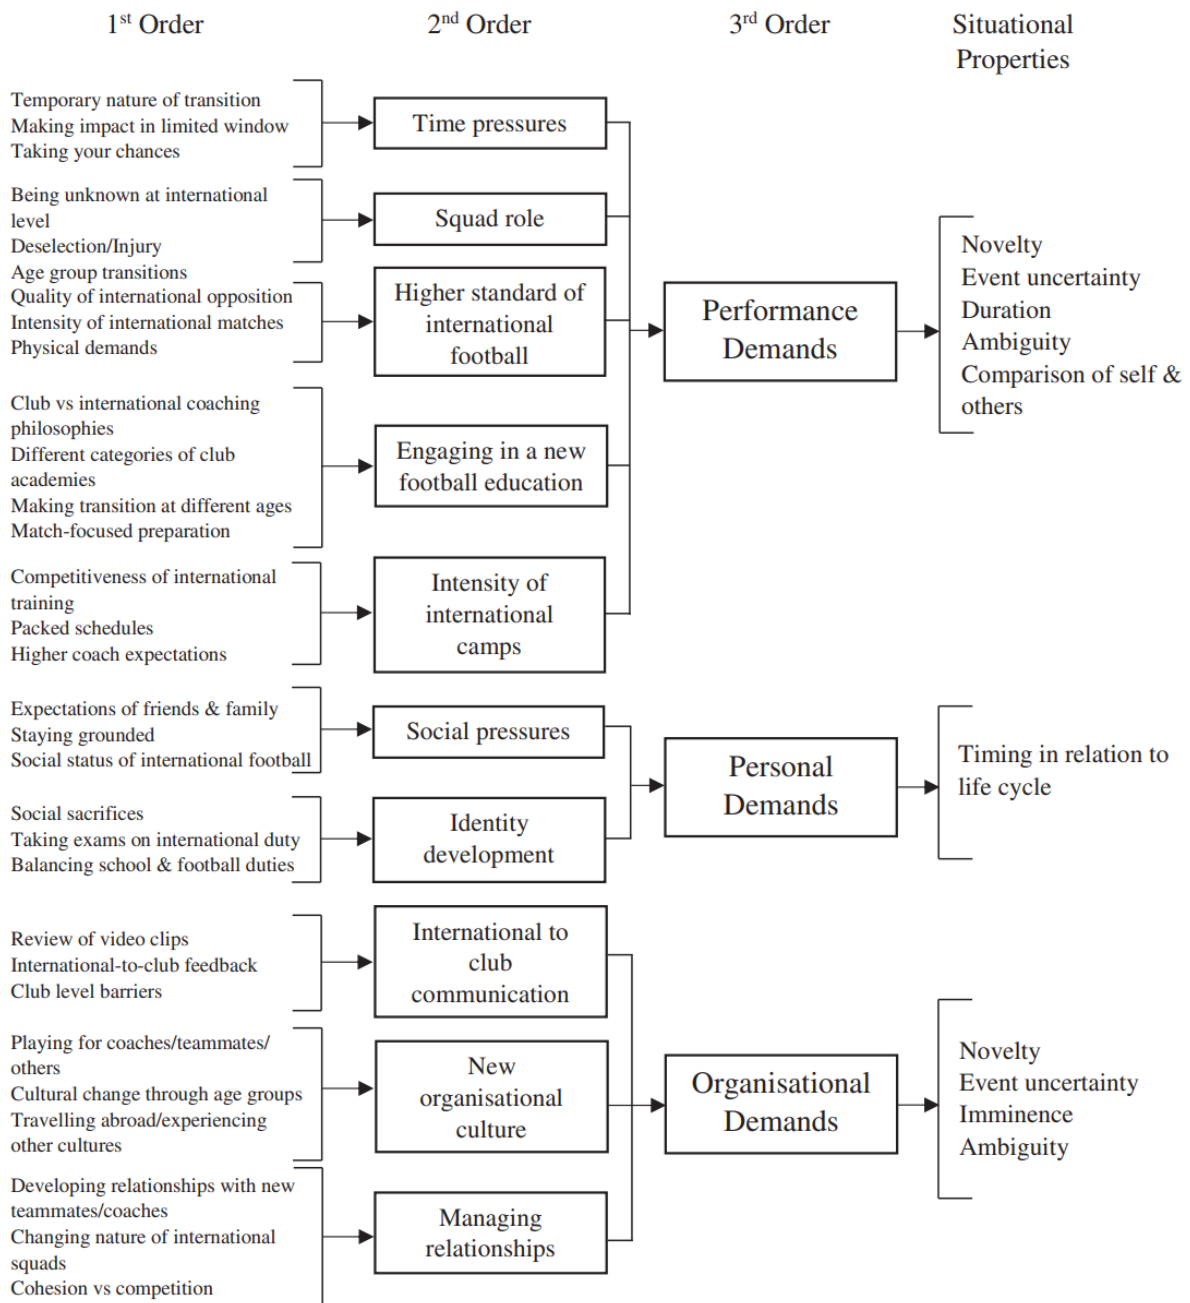 1st Order
2nd Order
3rd Order
Situational
Properties
Temporary nature of transition
Making impact in limited window
Taking your chances
Time pressures
Being unknown at international
level
Deselection/Injury
Age group transitions
Squad role
Quality of international opposition
Intensity of international matches
Physical demands
Higher standard of
international
football
Club vs international coaching
philosophies
Different categories of club
academies
Making transition at different ages
Match-focused preparation
Engaging in a new
football education
Competitiveness of international
training
Packed schedules
Higher coach expectations
Intensity of
international
camps
Performance
Demands
Novelty
Event uncertainty
Duration
Ambiguity
Comparison of self &
others
Expectations of friends & family
Staying grounded
Social status of international football
Social pressures
Social sacrifices
Taking exams on international duty
Balancing school & football duties
Identity
development
Personal
Demands
Timing in relation to
life cycle
Review of video clips
International-to-club feedback
Club level barriers
International to
club
communication
Playing for coaches/teammates/
others
Cultural change through age groups
Travelling abroad/experiencing
other cultures
New
organisational
culture
Developing relationships with new
teammates/coaches
Changing nature of international
squads
Cohesion vs competition
Managing
relationships
Organisational
Demands
Novelty
Event uncertainty
Imminence
Ambiguity